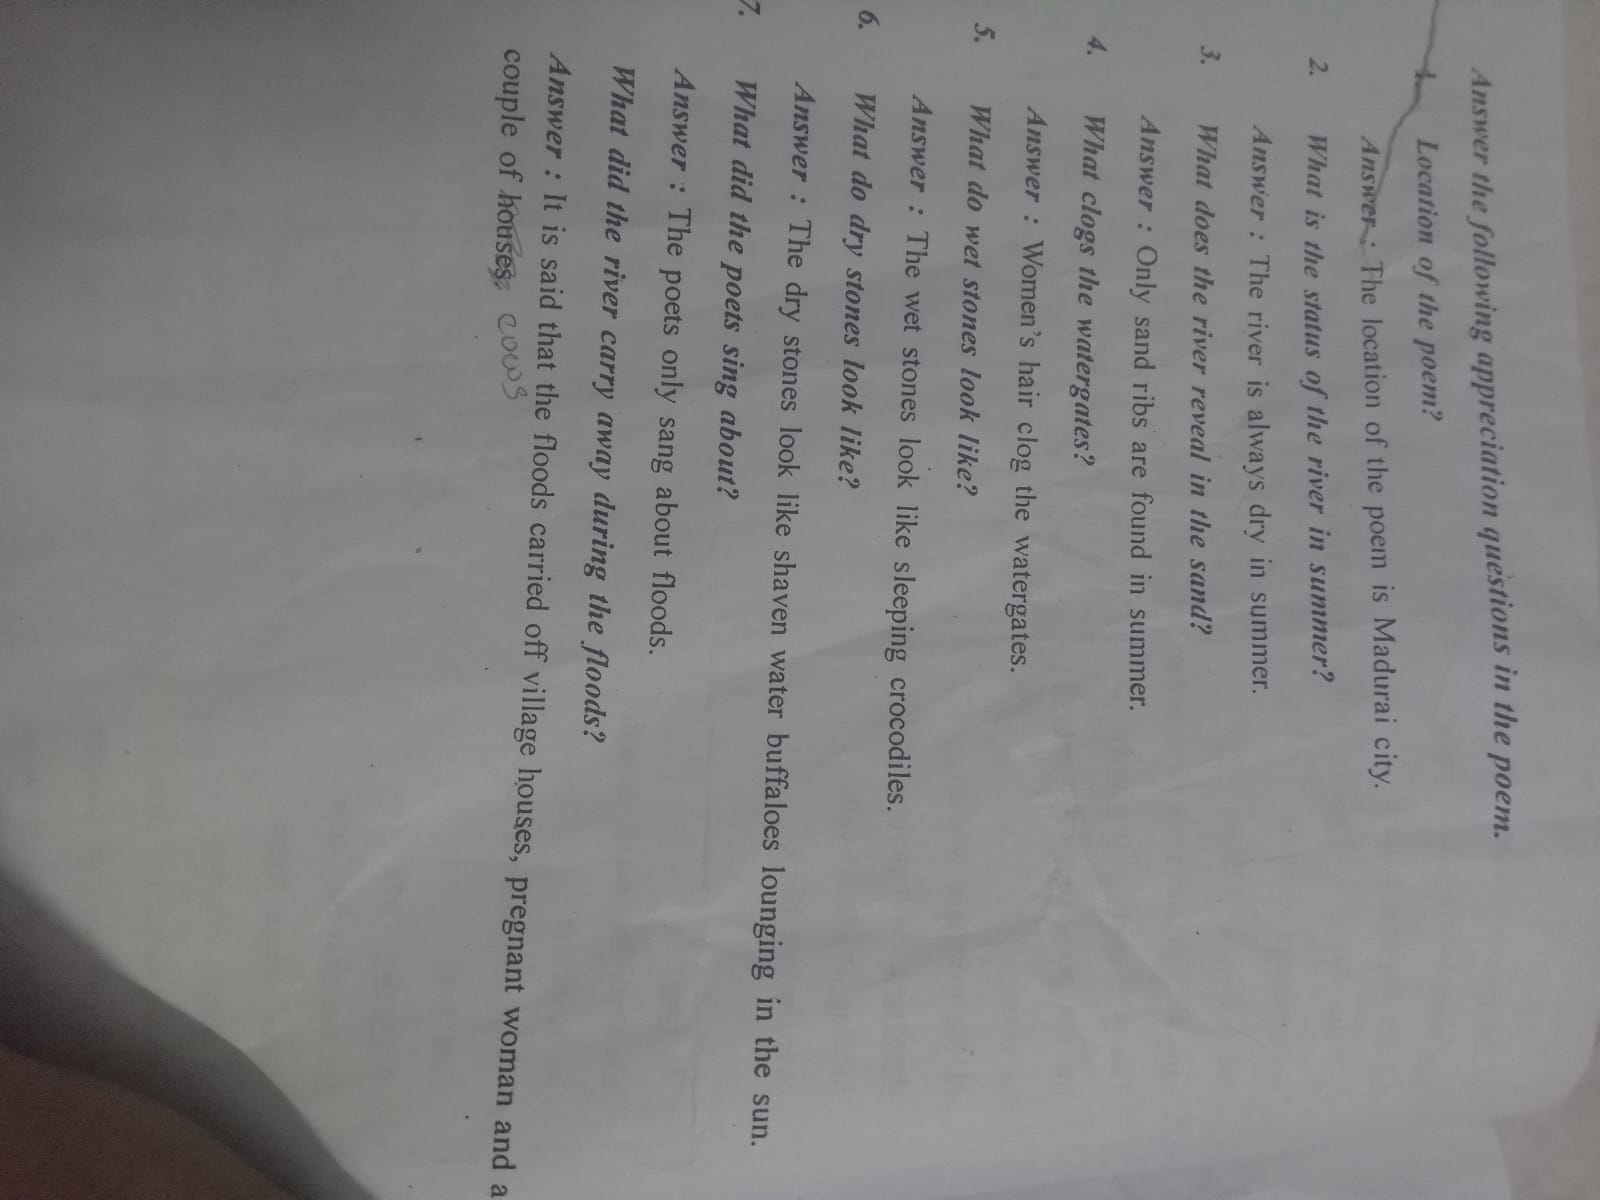 Answer the following appreciation questions in the poem.
1. Location of the poem?
Answer : The location of the poem is Madurai city.
2. What is the status of the river in summer?
Answer : The river is always dry in summer.
3. What does the river reveal in the sand?
Answer : Only sand ribs are found in summer.
4. What clogs the watergates?
Answer : Women's hair clog the watergates.
5. What do wet stones look like?
Answer : The wet stones look like sleeping crocodiles.
6. What do dry stones look like?
Answer : The dry stones look like shaven water buffaloes lounging in the sun.
7. What did the poets sing about?
Answer : The poets only sang about floods.
What did the river carry away during the floods?
Answer : It is said that the floods carried off village houses, pregnant woman and a
couple of houses. cows